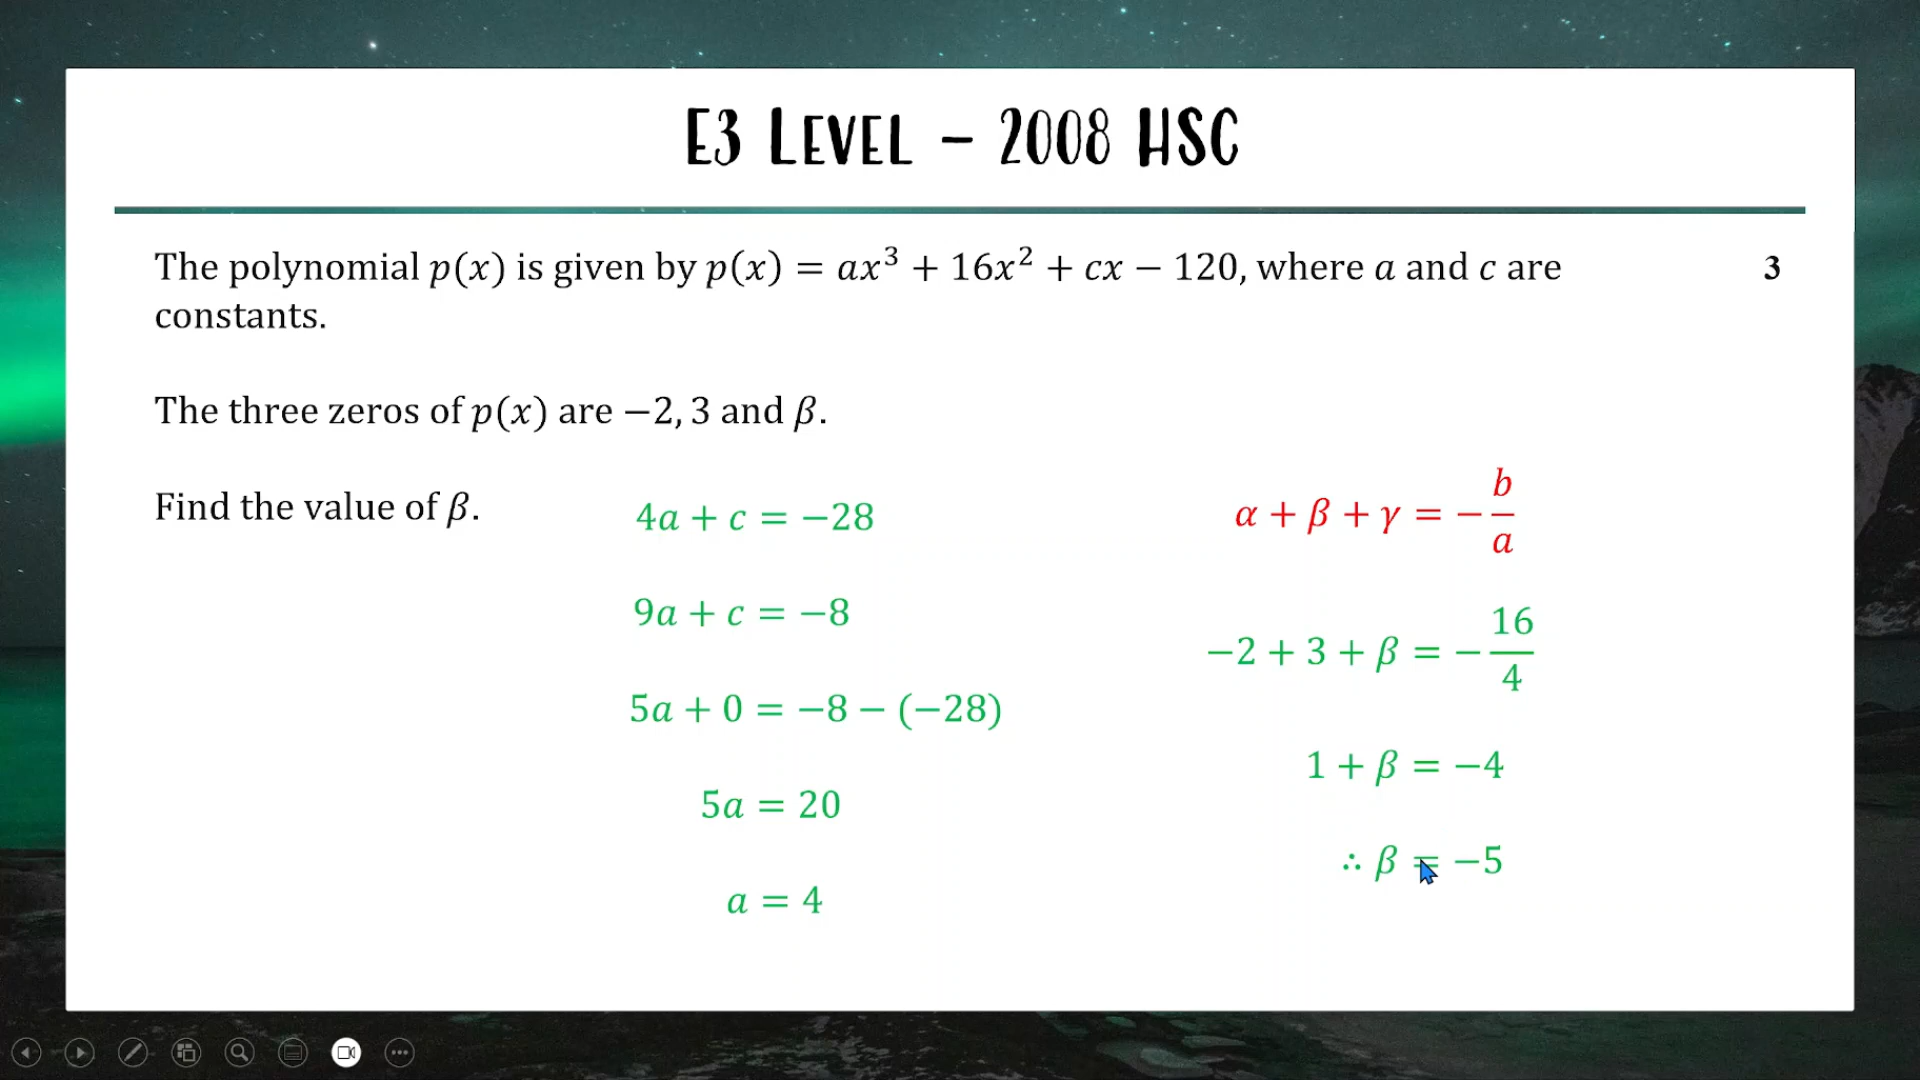 E3 LEVEL – 2008 HSC
The polynomial p(x) is given by p(x) = ax³ + 16x² + cx − 120, where a and c are
3
constants.
The three zeros of p(x) are −2, 3 and β.
Find the value of β.
4a + c = −28
9a + c = −8
5a + 0 = −8 − (−28)
5a = 20
a = 4
α + β + γ = −b/a
−2 + 3 + β = −16/4
1 + β = −4
∴ β = −5